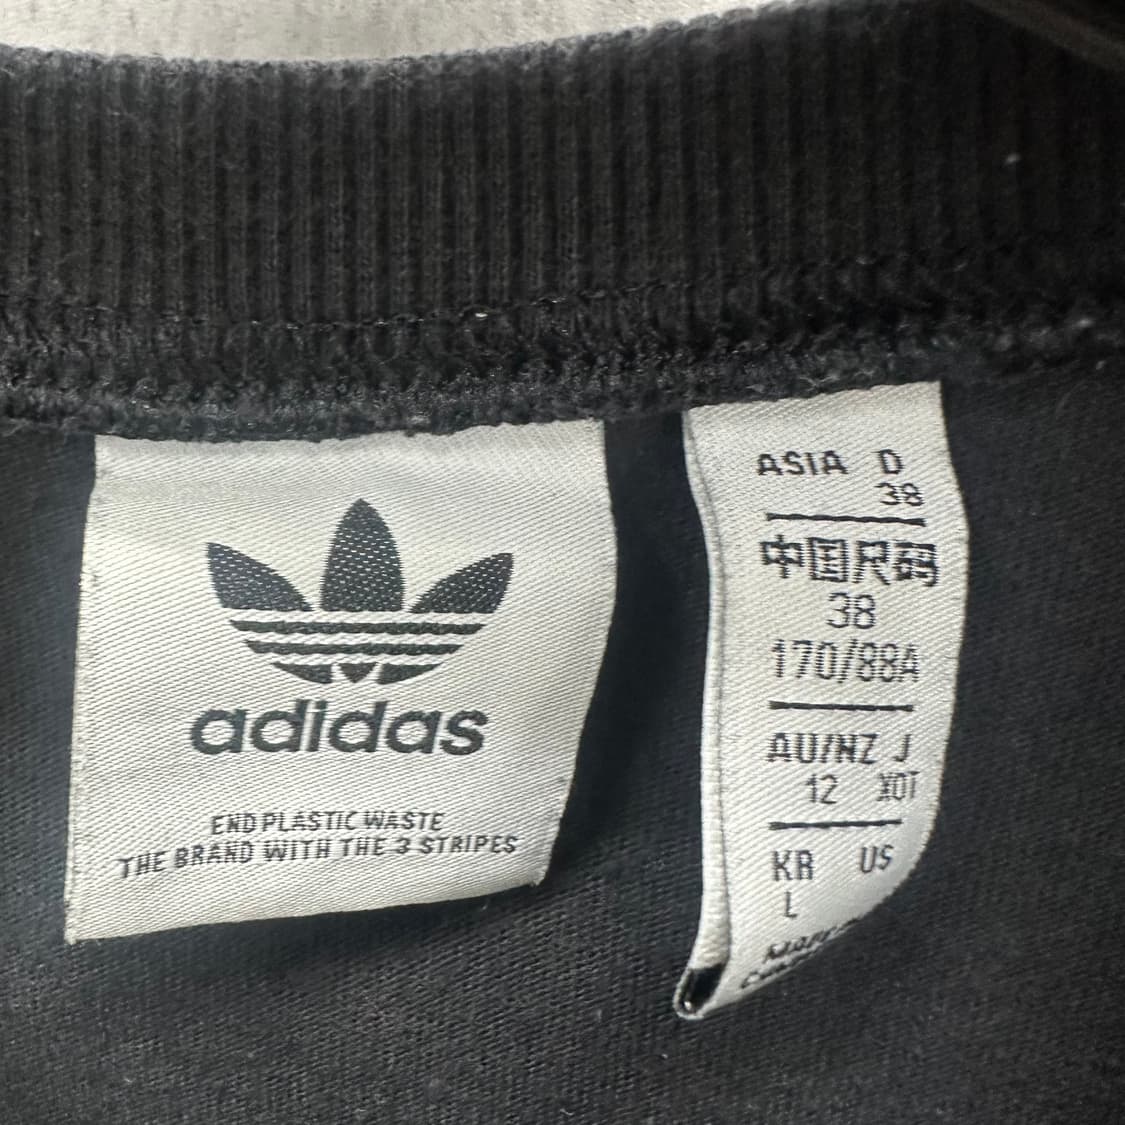 adidas
END PLASTIC WASTE
THE BRAND WITH THE 3 STRIPES
ASIA D
38
中国尺码
38
170/88A
AU/NZ J
12 XOT
KR US
L